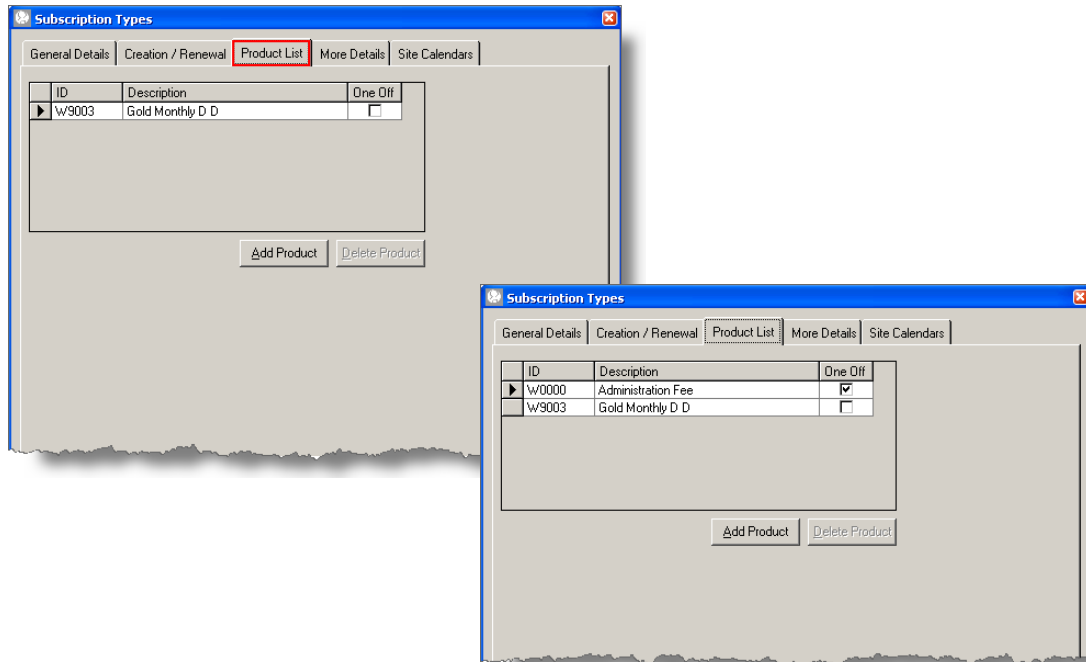 Subscription Types
General Details Creation / Renewal Product List More Details Site Calendars
ID Description One Off
W9003 Gold Monthly D D
Add Product Delete Product
Subscription Types
General Details Creation / Renewal Product List More Details Site Calendars
ID Description One Off
W0000 Administration Fee
W9003 Gold Monthly D D
Add Product Delete Product